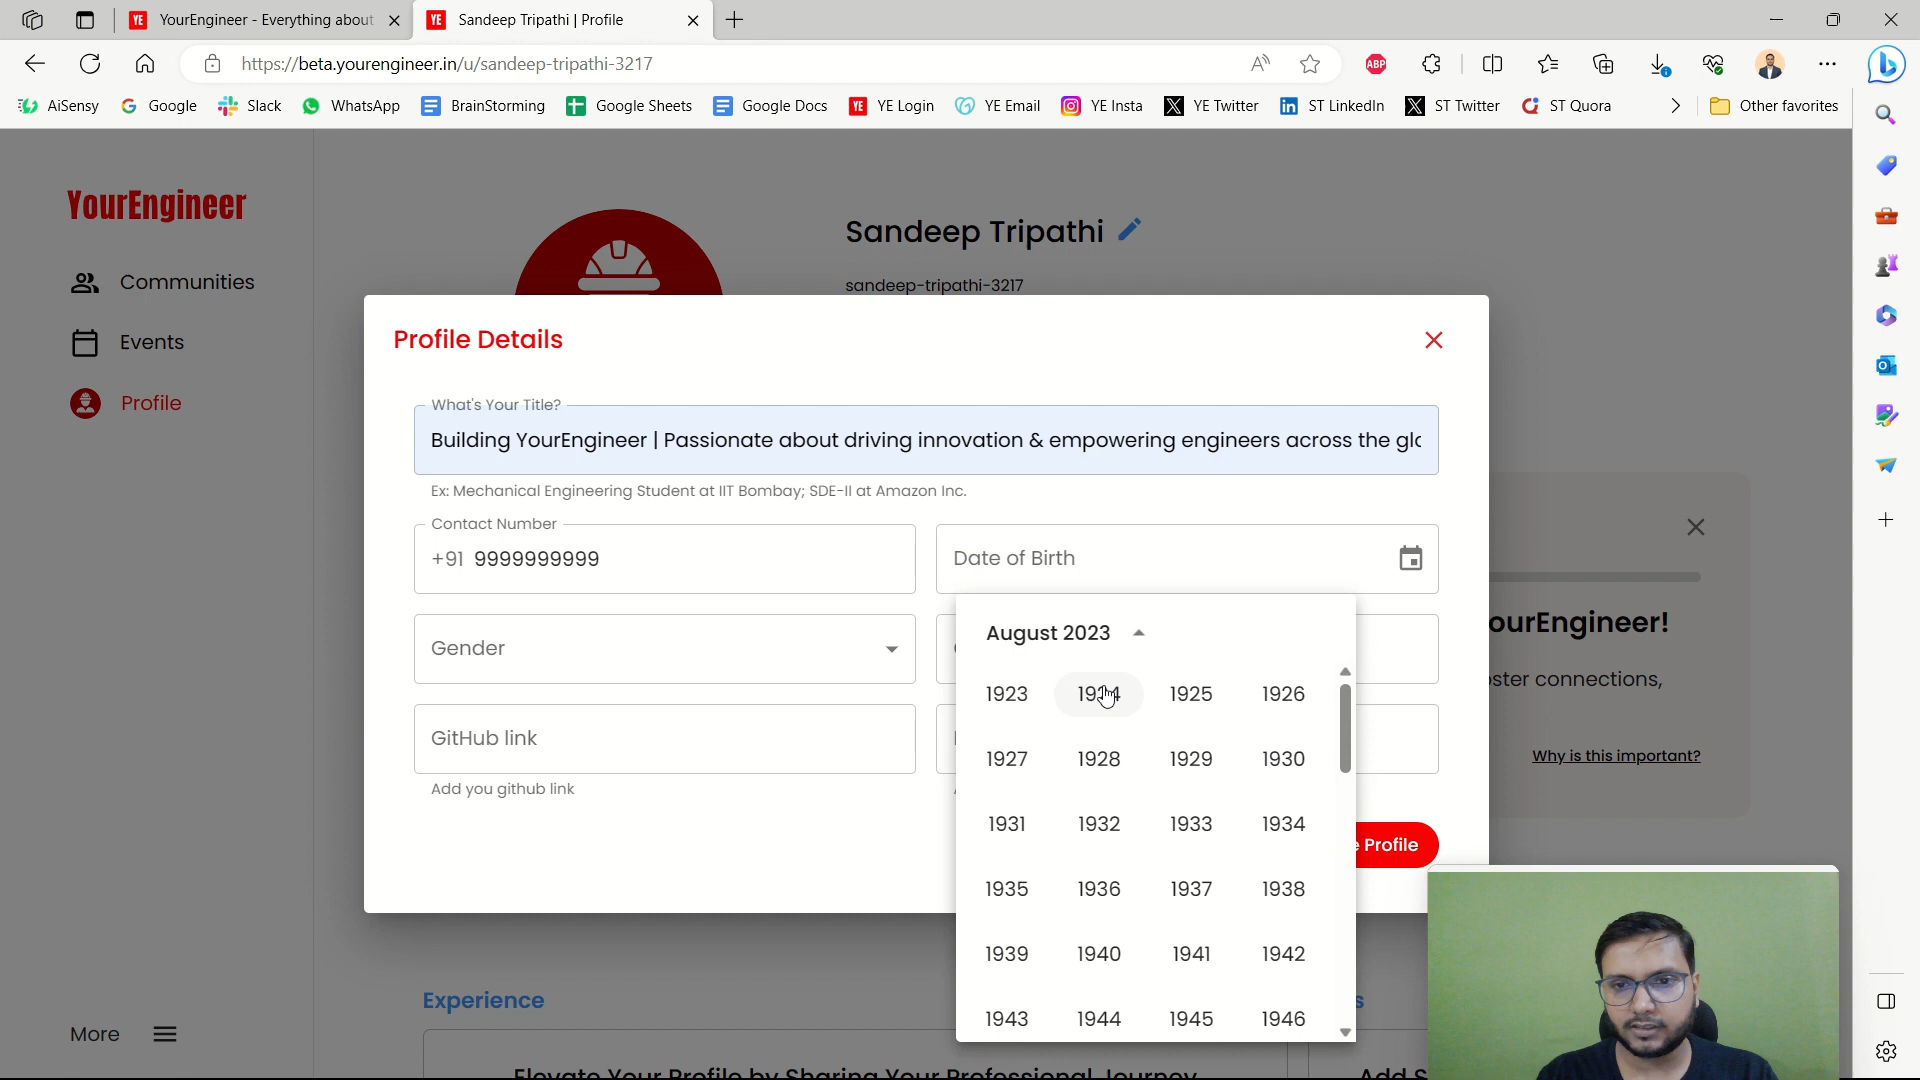 YourEngineer - Everything about
Sandeep Tripathi | Profile
https://beta.yourengineer.in/u/sandeep-tripathi-3217
ABP
AiSensy
Google
Slack
WhatsApp
BrainStorming
Google Sheets
Google Docs
YE Login
YE Email
YE Insta
YE Twitter
ST LinkedIn
ST Twitter
ST Quora
Other favorites
YourEngineer
Communities
Events
Profile
More
Sandeep Tripathi
sandeep-tripathi-3217
Profile Details
What's Your Title?
Building YourEngineer | Passionate about driving innovation & empowering engineers across the glo
Ex: Mechanical Engineering Student at IIT Bombay; SDE-II at Amazon Inc.
Contact Number
+91 9999999999
Date of Birth
Gender
GitHub link
Add you github link
August 2023
1923 1924 1925 1926
1927 1928 1929 1930
1931 1932 1933 1934
1935 1936 1937 1938
1939 1940 1941 1942
1943 1944 1945 1946
Profile
ourEngineer!
connections,
Why is this important?
Experience
Elevate Your Profile by Sharing Your Professional Journey
Add S